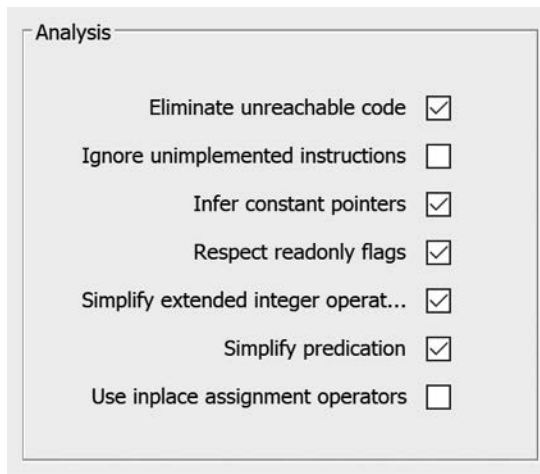 Analysis
Eliminate unreachable code
Ignore unimplemented instructions
Infer constant pointers
Respect readonly flags
Simplify extended integer operat...
Simplify predication
Use inplace assignment operators